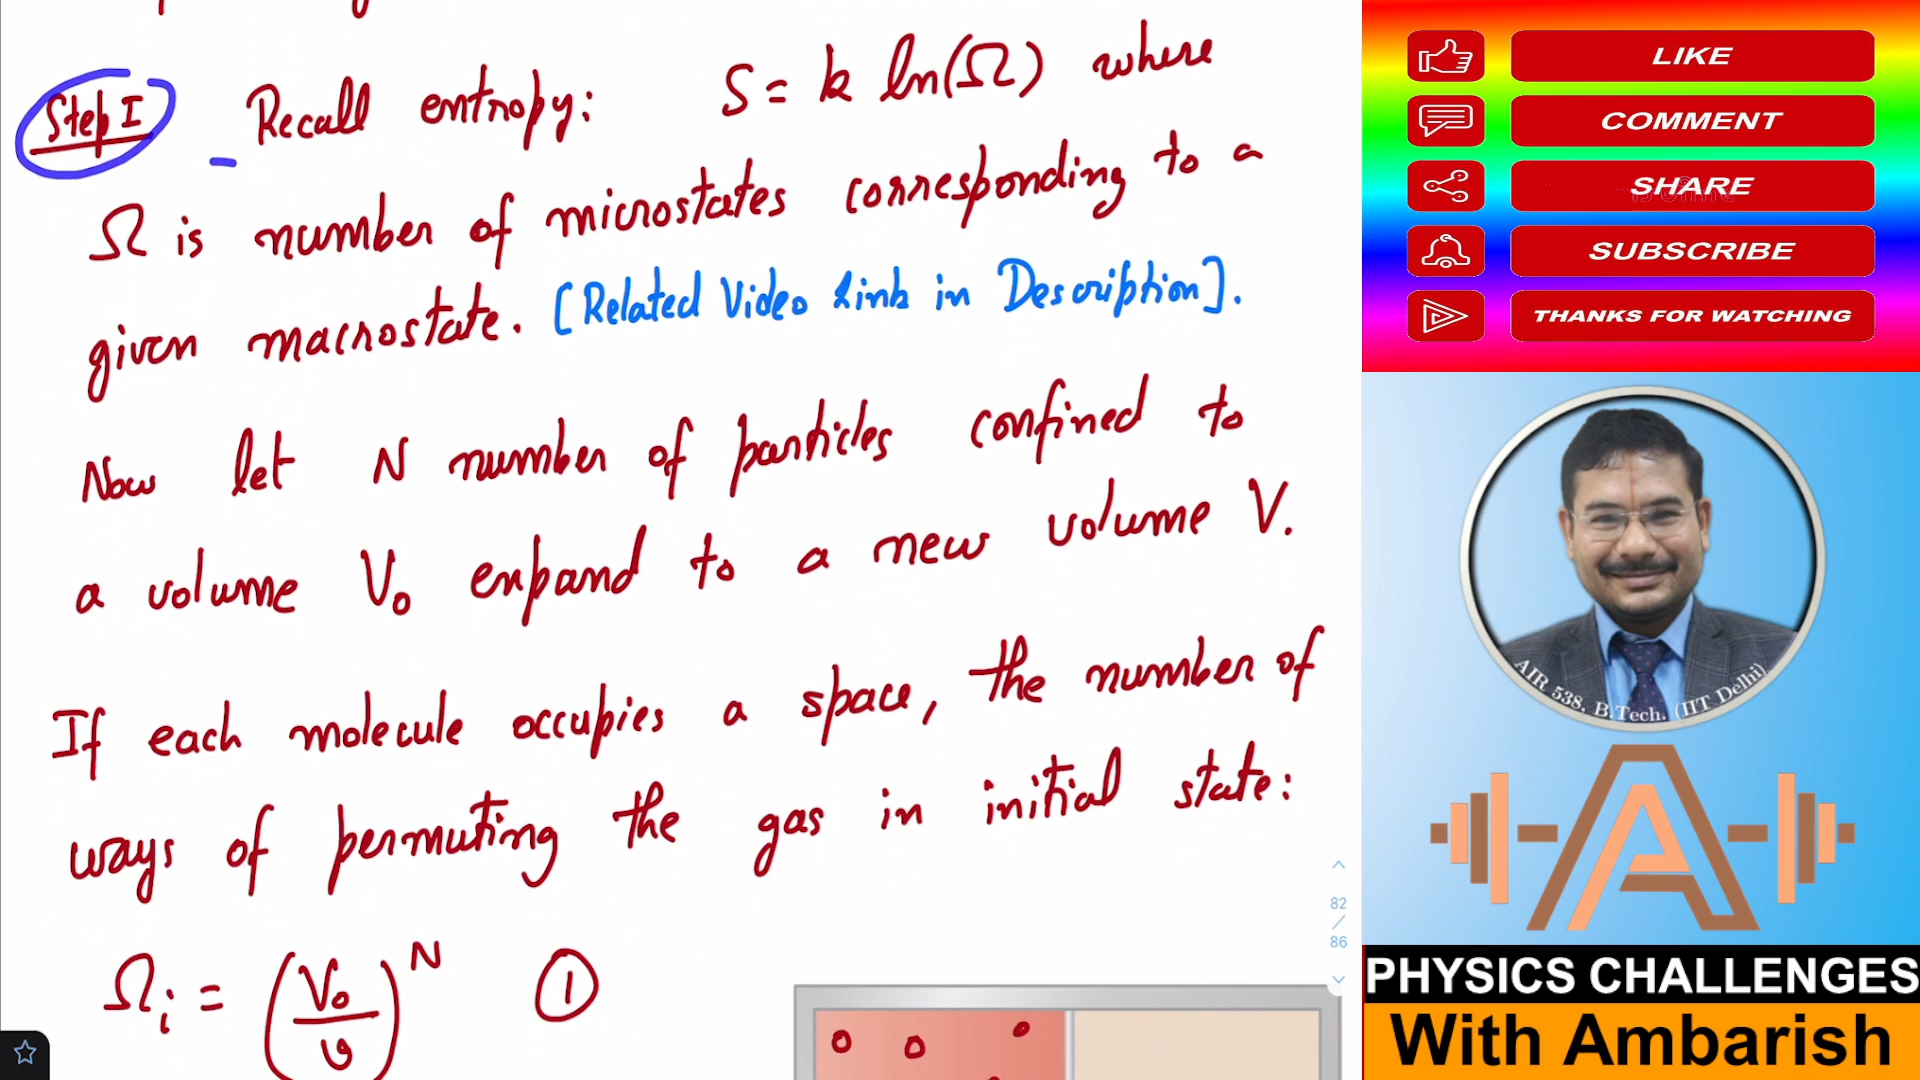 Step I - Recall entropy: S = k ln(Ω) where
Ω is number of microstates corresponding to a
given macrostate. [Related Video Link in Description].
Now let N number of particles confined to
a volume V₀ expand to a new volume V.
If each molecule occupies a space, the number of
ways of permuting the gas in initial state:
Ωᵢ = (V₀/v)ᴺ ①
82
/
86
LIKE
COMMENT
SHARE
SUBSCRIBE
THANKS FOR WATCHING
AIR 538, B.Tech. (IIT Delhi)
A
PHYSICS CHALLENGES
With Ambarish